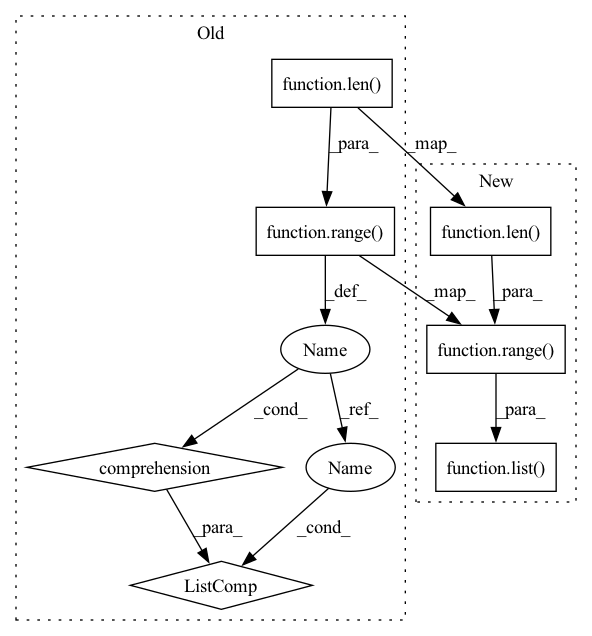 Old
function.len()
_para_
_map_
New
function.range()
function.len()
_def_
_map_
_para_
Name
function.range()
_cond_
_ref_
_para_
comprehension
Name
function.list()
_para_
_cond_
ListComp